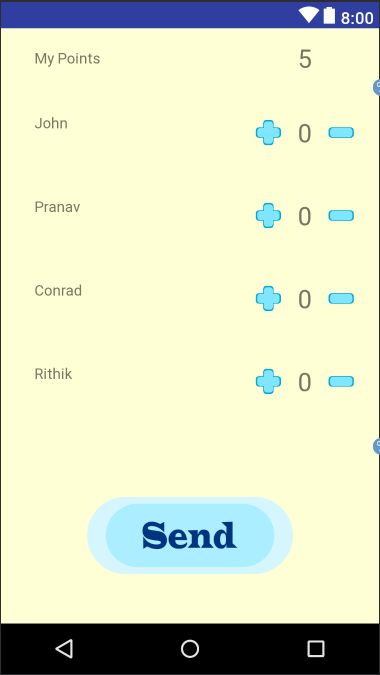 8:00
My Points 5
John 0
Pranav 0
Conrad 0
Rithik 0
Send